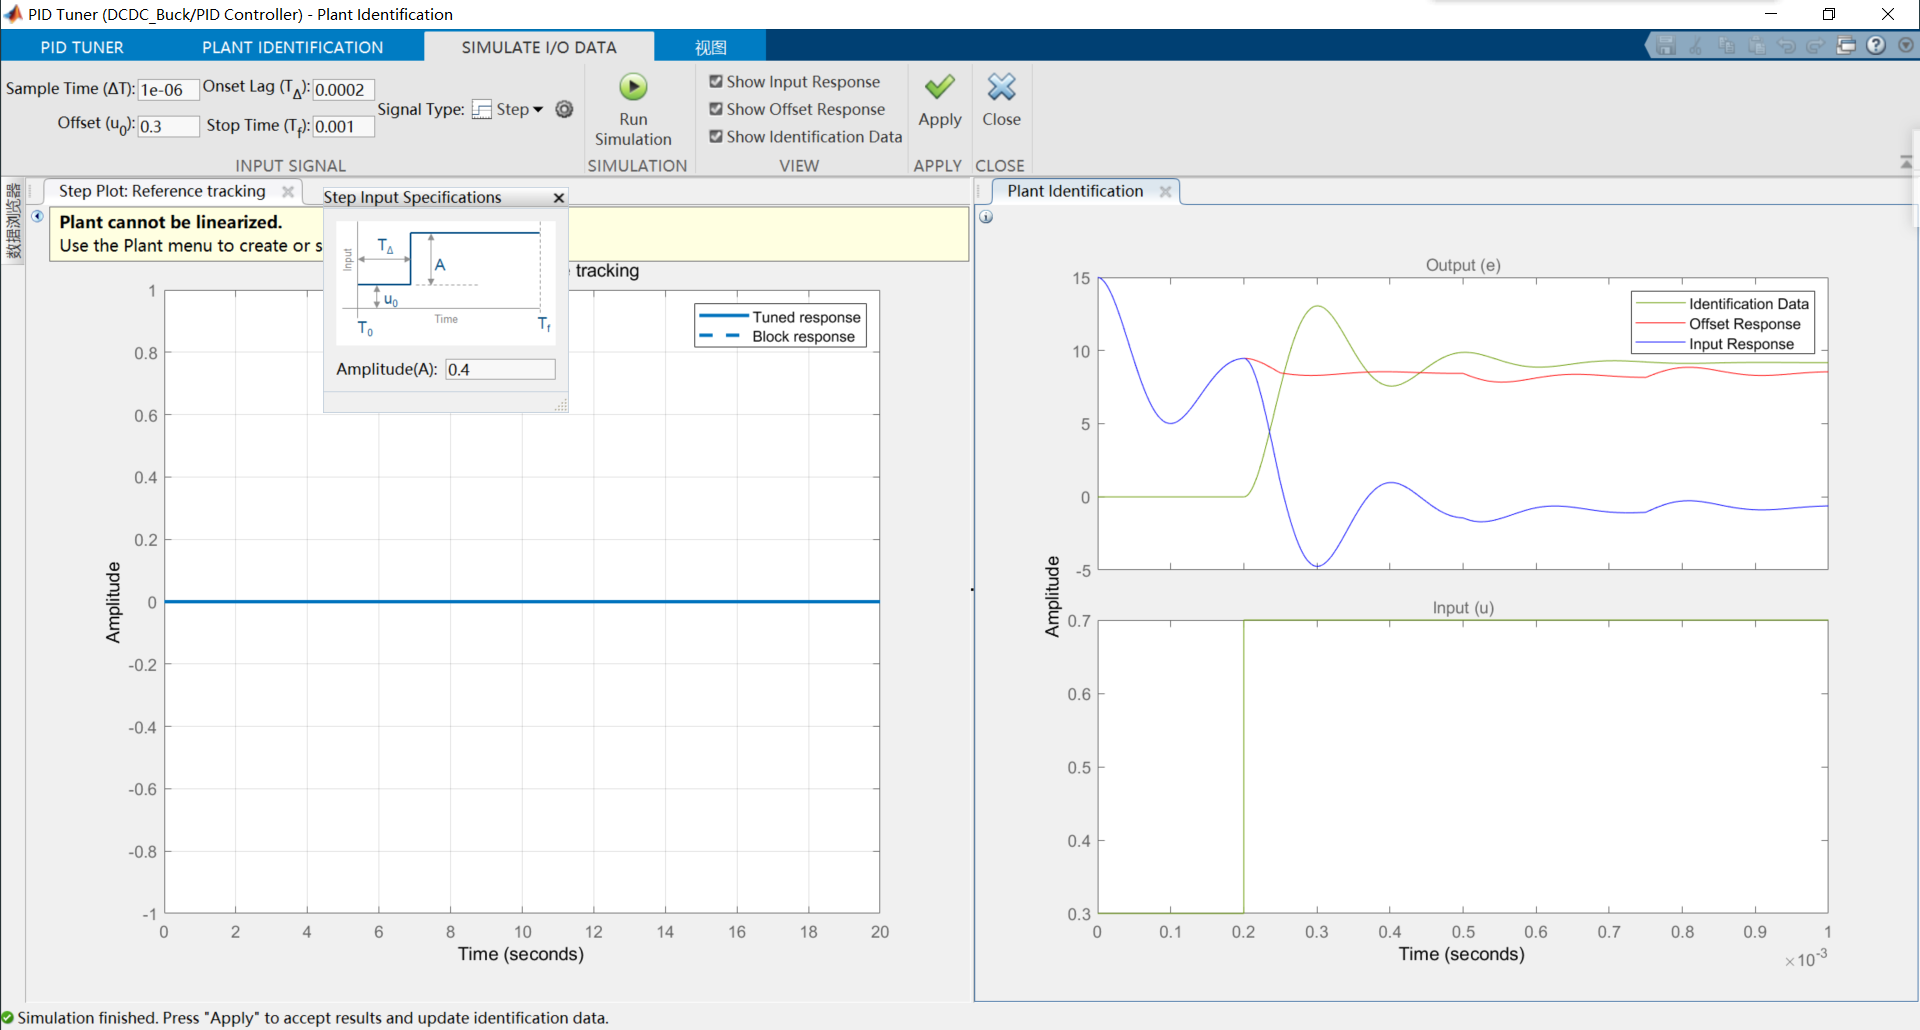 PID Tuner (DCDC_Buck/PID Controller) - Plant Identification
PID TUNER
PLANT IDENTIFICATION
SIMULATE I/O DATA
视图
Sample Time (ΔT): 1e-06
Onset Lag (TΔ): 0.0002
Offset (u0): 0.3
Stop Time (Tf): 0.001
Signal Type: Step
INPUT SIGNAL
Run
Simulation
SIMULATION
Show Input Response
Show Offset Response
Show Identification Data
VIEW
Apply
APPLY
Close
CLOSE
数据浏览器
Step Plot: Reference tracking
Plant cannot be linearized.
Use the Plant menu to create or s
e tracking
Step Input Specifications
Input
TΔ
A
u0
Time
T0
Tf
Amplitude(A): 0.4
Tuned response
Block response
1
0.8
0.6
0.4
0.2
0
-0.2
-0.4
-0.6
-0.8
-1
Amplitude
0 2 4 6 8 10 12 14 16 18 20
Time (seconds)
Plant Identification
Output (e)
Identification Data
Offset Response
Input Response
15
10
5
0
-5
Amplitude
Input (u)
0.7
0.6
0.5
0.4
0.3
0 0.1 0.2 0.3 0.4 0.5 0.6 0.7 0.8 0.9 1
Time (seconds)
×10-3
Simulation finished. Press "Apply" to accept results and update identification data.